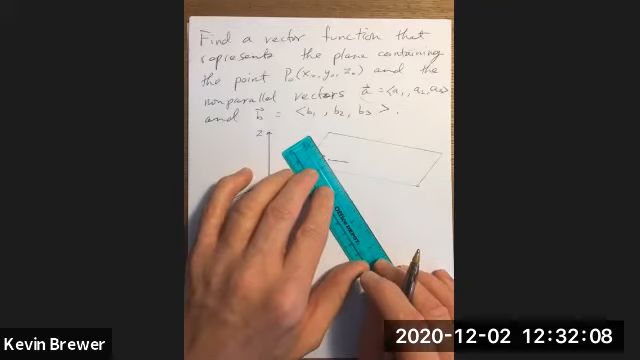 Find a vector function that
represents the plane containing
the point P₀(x₀, y₀, z₀) and the
nonparallel vectors a⃗ = <a₁, a₂, a₃>
and b⃗ = <b₁, b₂, b₃>.
z
OfficeDepot
Kevin Brewer
2020-12-02 12:32:08